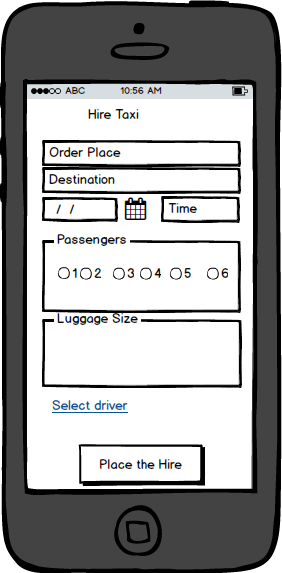 ABC 10:56 AM
Hire Taxi
Order Place
Destination
/ / Time
Passengers
1 2 3 4 5 6
Luggage Size
Select driver
Place the Hire